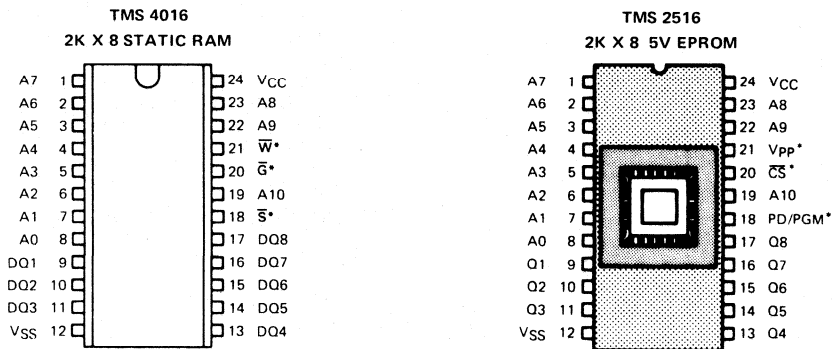 TMS 4016
2K X 8 STATIC RAM
A7 1 24 VCC
A6 2 23 A8
A5 3 22 A9
A4 4 21 W̅*
A3 5 20 G̅*
A2 6 19 A10
A1 7 18 S̅*
A0 8 17 DQ8
DQ1 9 16 DQ7
DQ2 10 15 DQ6
DQ3 11 14 DQ5
VSS 12 13 DQ4
TMS 2516
2K X 8 5V EPROM
A7 1 24 VCC
A6 2 23 A8
A5 3 22 A9
A4 4 21 VPP*
A3 5 20 C̅S̅*
A2 6 19 A10
A1 7 18 PD/PGM*
A0 8 17 Q8
Q1 9 16 Q7
Q2 10 15 Q6
Q3 11 14 Q5
VSS 12 13 Q4